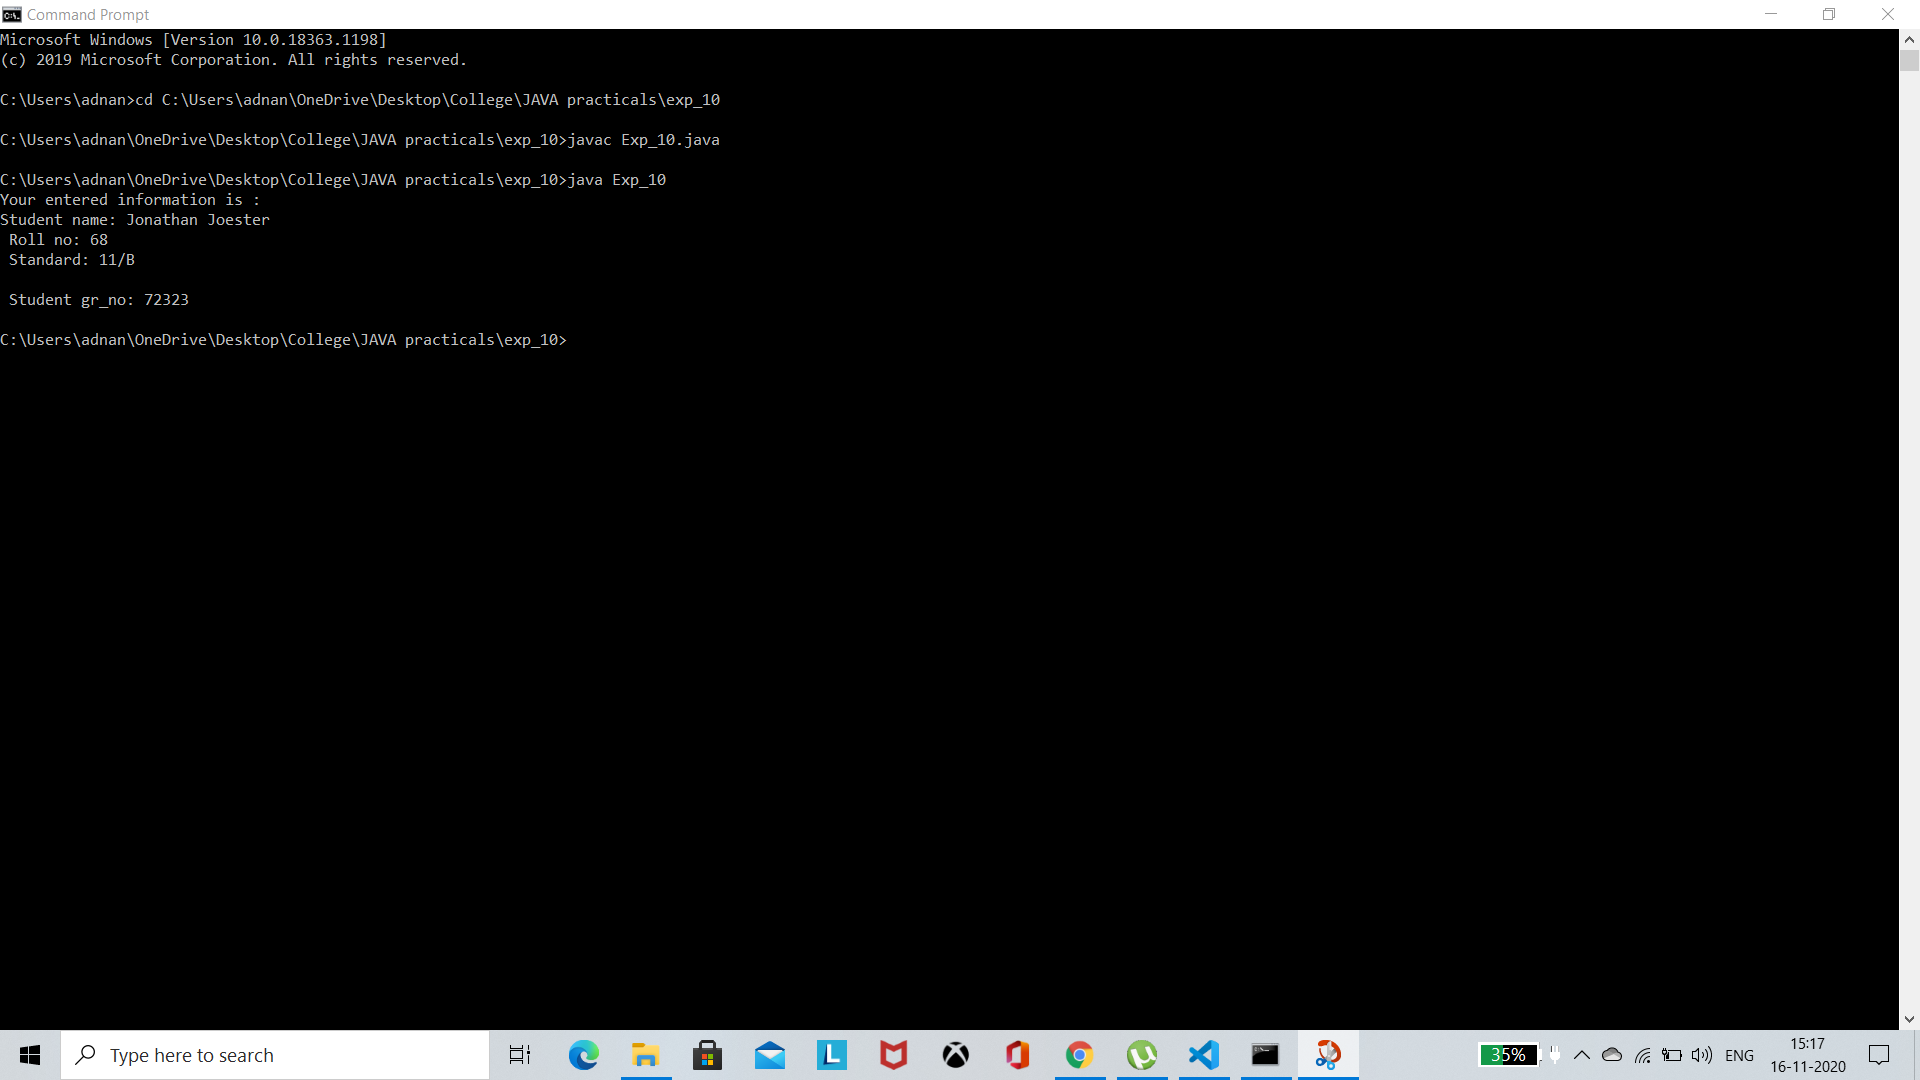 Command Prompt
Microsoft Windows [Version 10.0.18363.1198]
(c) 2019 Microsoft Corporation. All rights reserved.
C:\Users\adnan>cd C:\Users\adnan\OneDrive\Desktop\College\JAVA practicals\exp_10
C:\Users\adnan\OneDrive\Desktop\College\JAVA practicals\exp_10>javac Exp_10.java
C:\Users\adnan\OneDrive\Desktop\College\JAVA practicals\exp_10>java Exp_10
Your entered information is :
Student name: Jonathan Joester
Roll no: 68
Standard: 11/B
Student gr_no: 72323
C:\Users\adnan\OneDrive\Desktop\College\JAVA practicals\exp_10>
Type here to search
35%
ENG
15:17
16-11-2020